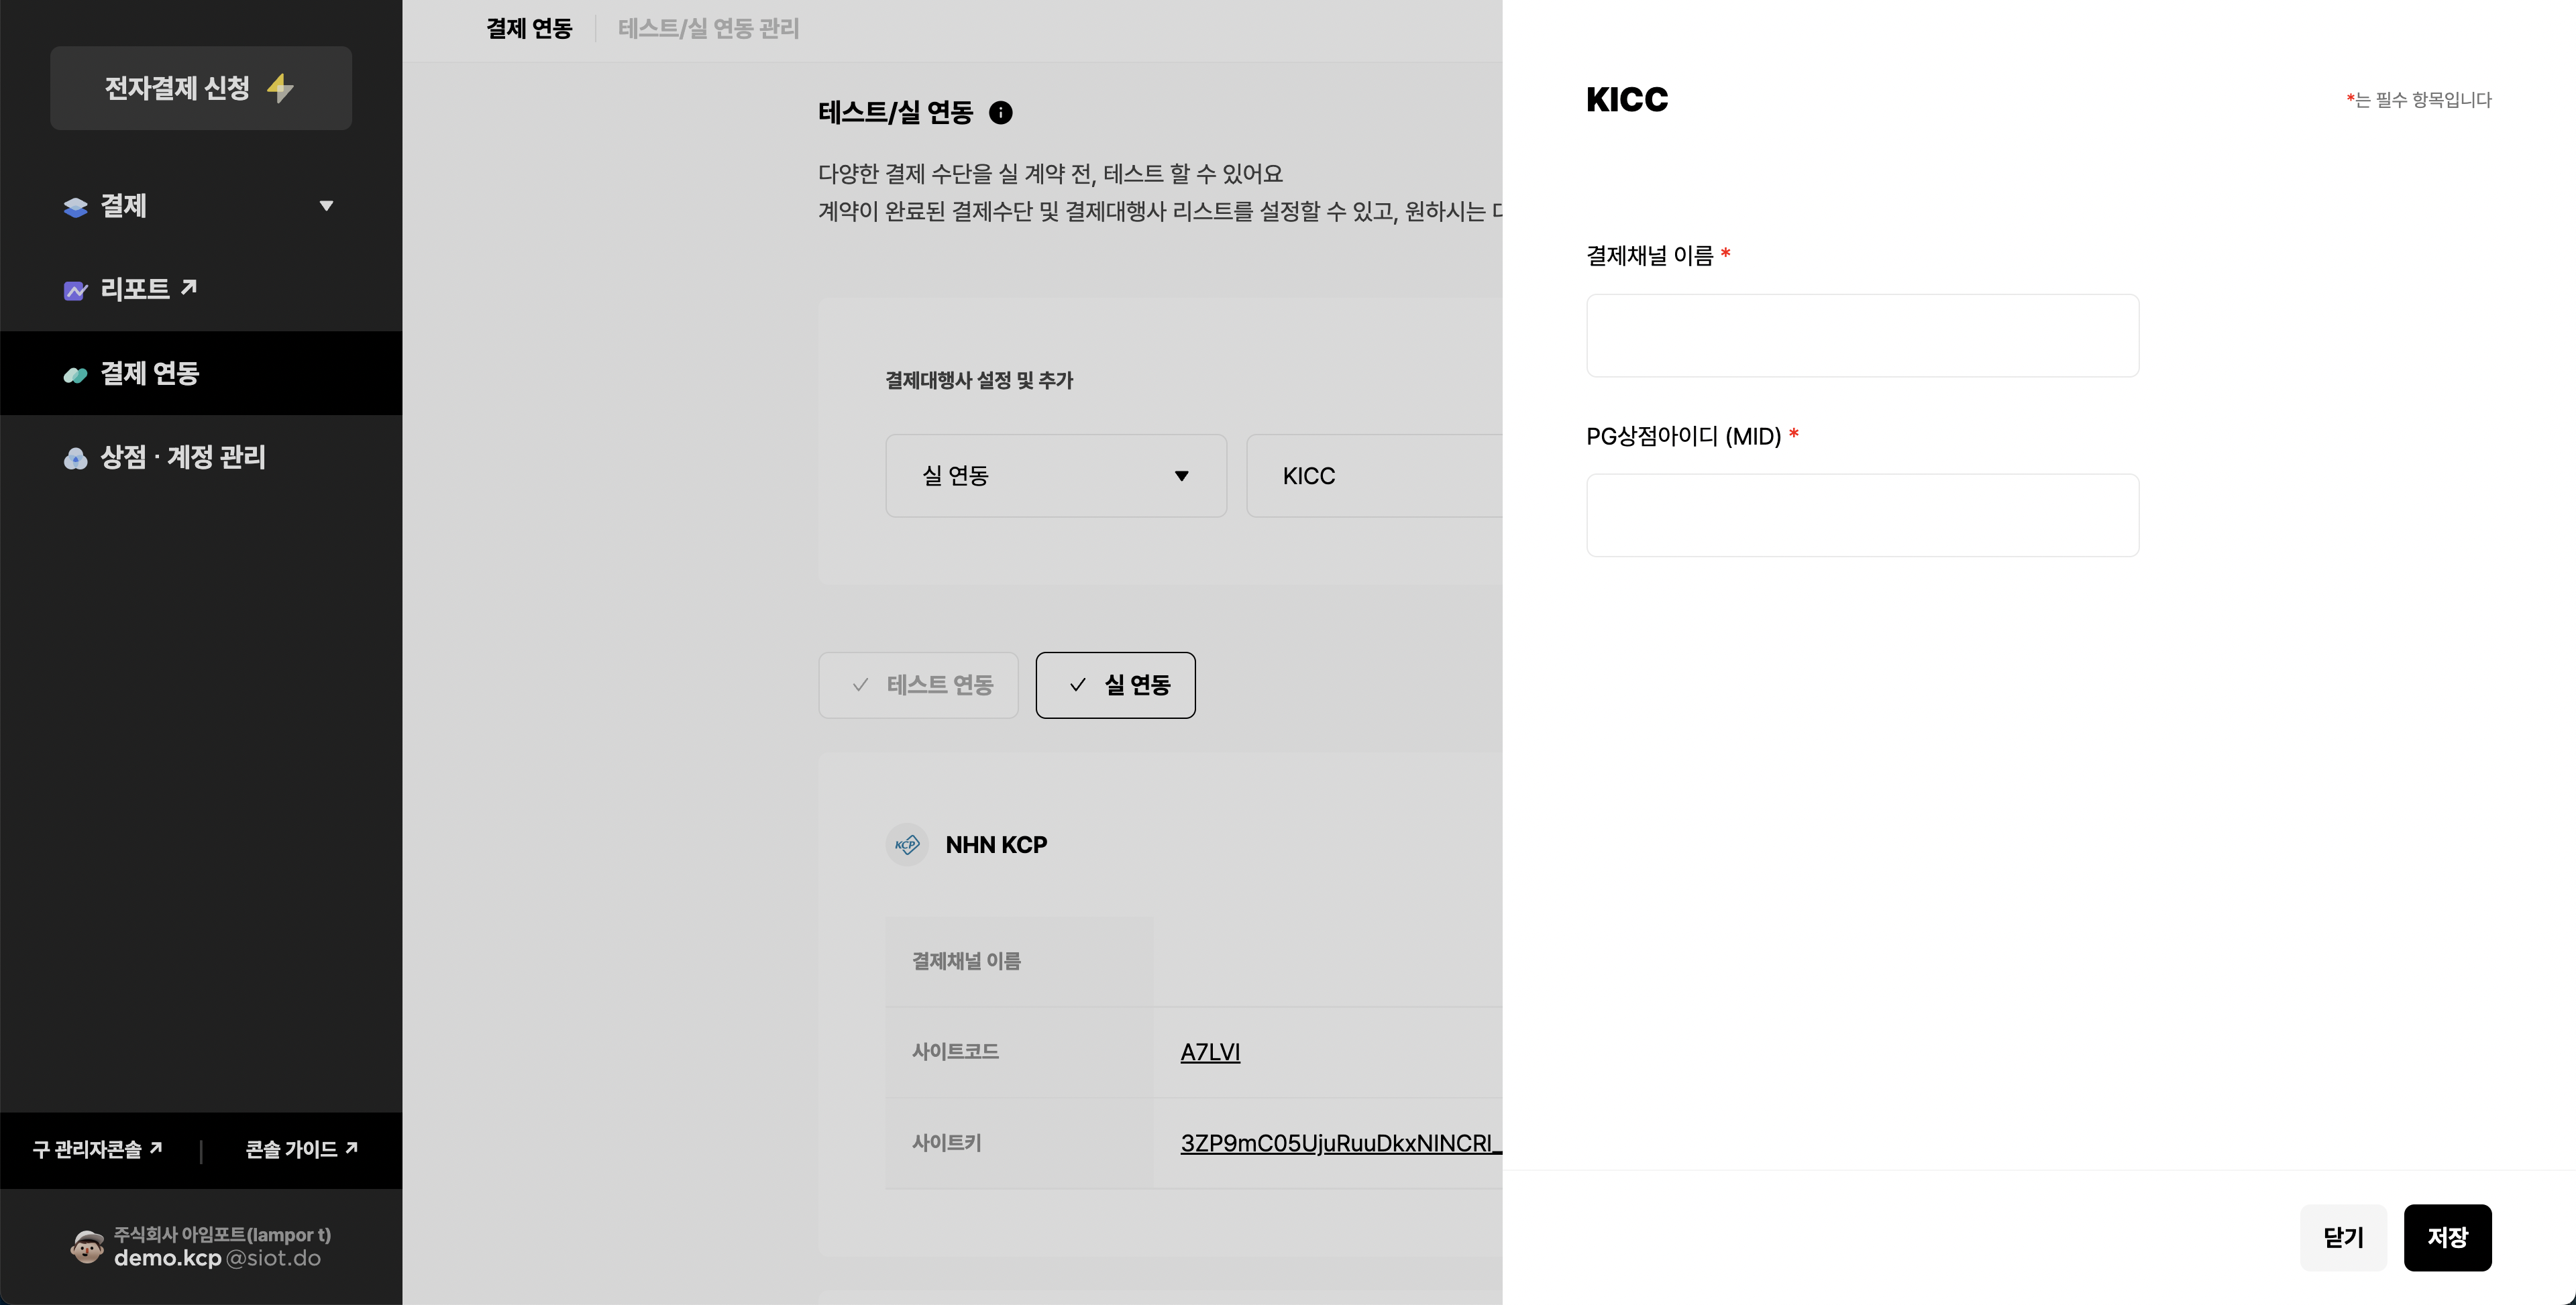 전자결제 신청
결제
리포트
결제 연동
상점 · 계정 관리
구 관리자콘솔
콘솔 가이드
주식회사 아임포트(Iampor t)
demo.kcp @siot.do
결제 연동
테스트/실 연동 관리
테스트/실 연동
다양한 결제 수단을 실 계약 전, 테스트 할 수 있어요
계약이 완료된 결제수단 및 결제대행사 리스트를 설정할 수 있고, 원하시는
결제대행사 설정 및 추가
실 연동
KICC
테스트 연동
실 연동
KCP
NHN KCP
결제채널 이름
사이트코드
A7LVI
사이트키
3ZP9mC05UjuRuuDkxNINCRI_
KICC
*는 필수 항목입니다
결제채널 이름 *
PG상점아이디 (MID) *
닫기
저장